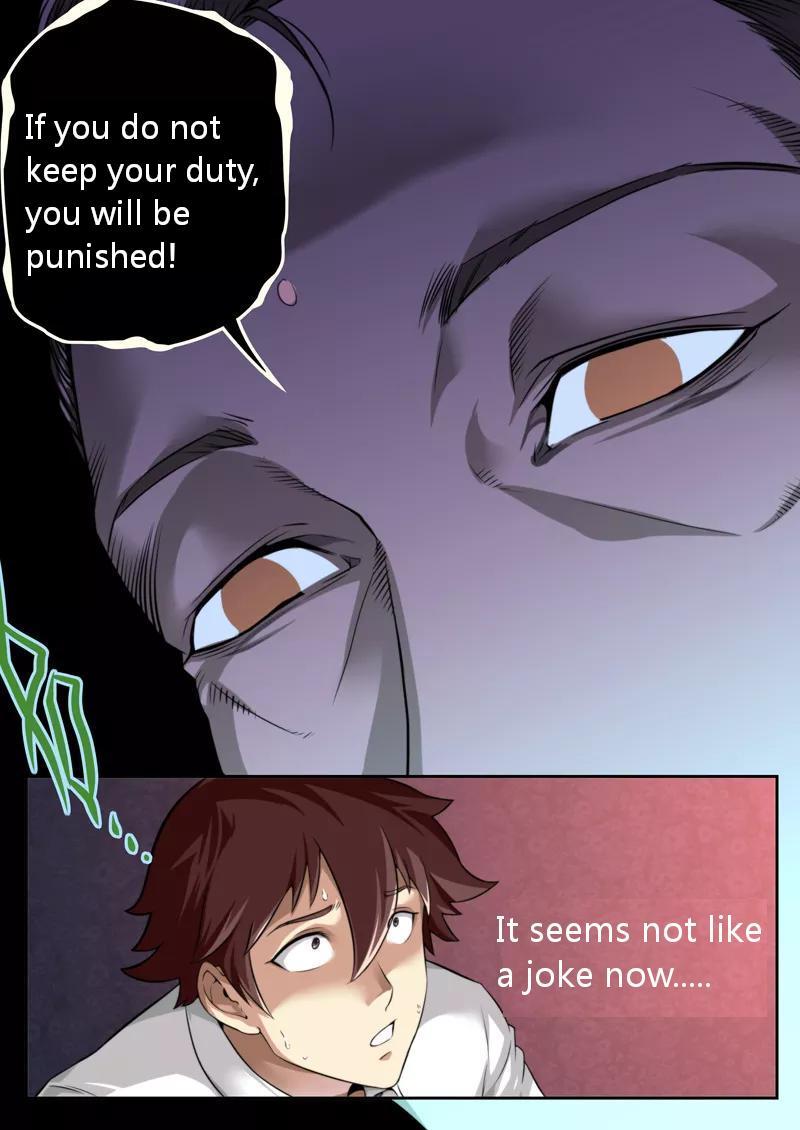 If you do not
keep your duty,
you will be
punished!
It seems not like
a joke now.....